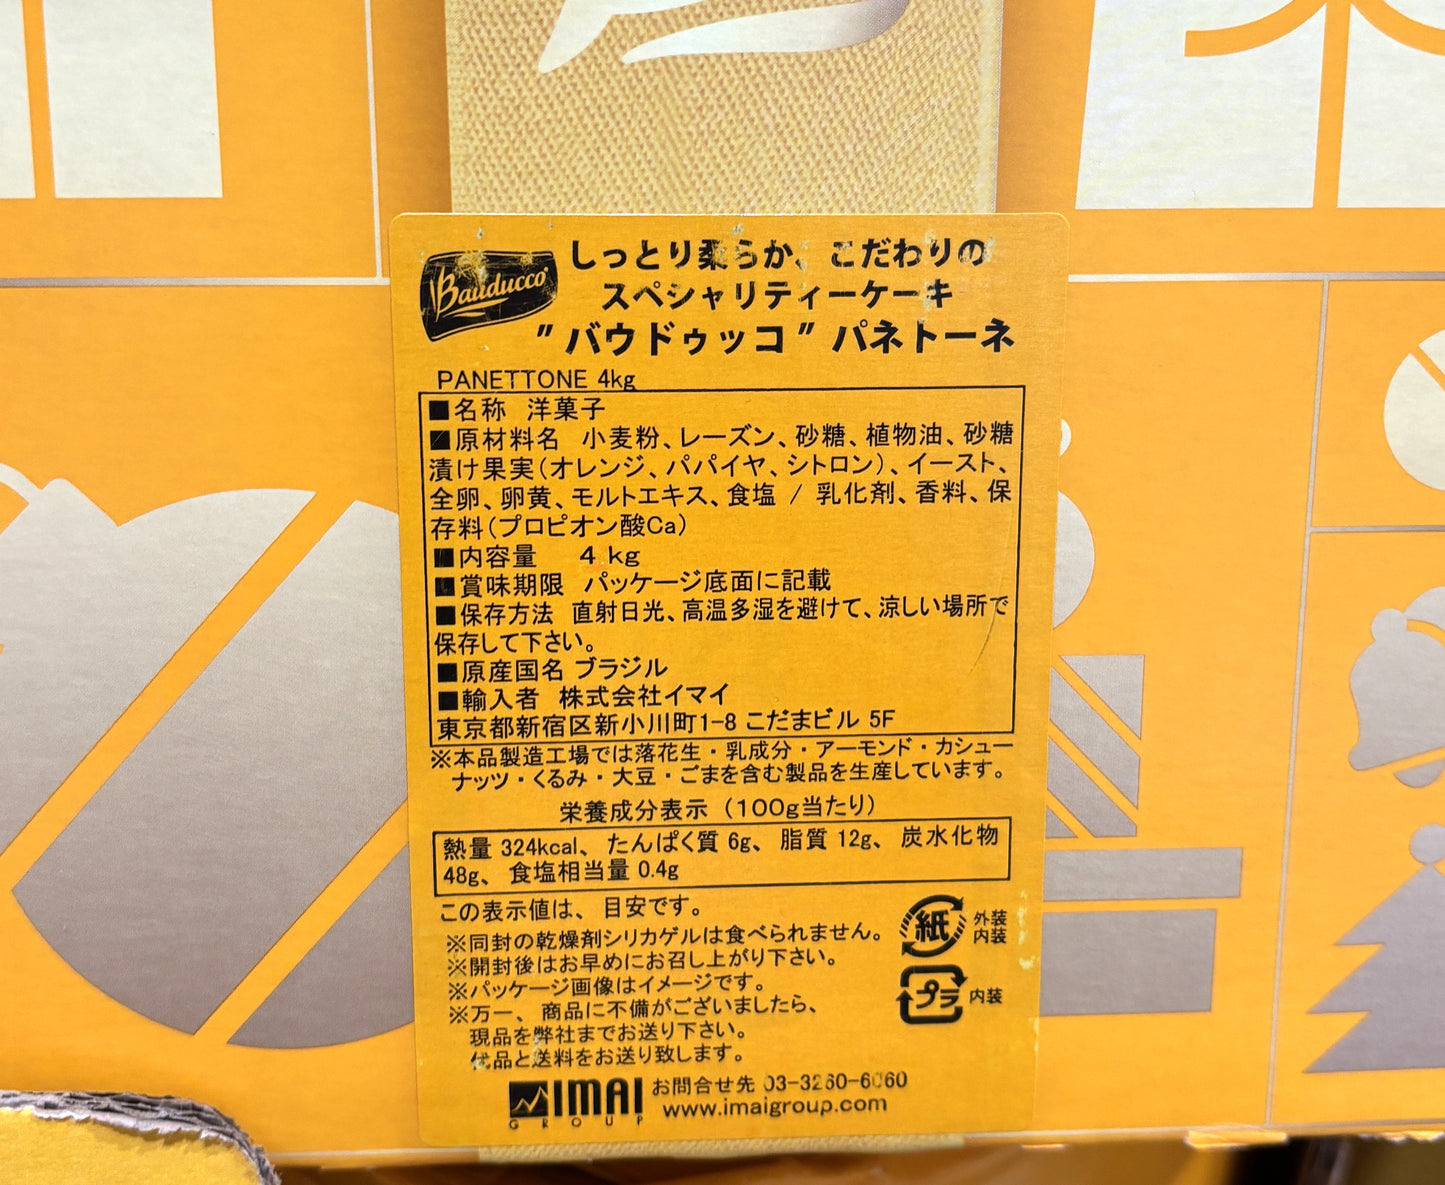 Bauducco
しっとり柔らか、こだわりの
スペシャリティーケーキ
"バウドゥッコ" パネトーネ
PANETTONE 4kg
■名称 洋菓子
■原材料名 小麦粉、レーズン、砂糖、植物油、砂糖
漬け果実(オレンジ、パパイヤ、シトロン)、イースト、
全卵、卵黄、モルトエキス、食塩 / 乳化剤、香料、保
存料(プロピオン酸Ca)
■内容量 4 kg
■賞味期限 パッケージ底面に記載
■保存方法 直射日光、高温多湿を避けて、涼しい場所で
保存して下さい。
■原産国名 ブラジル
■輸入者 株式会社イマイ
東京都新宿区新小川町1-8 こだまビル 5F
※本品製造工場では落花生・乳成分・アーモンド・カシュー
ナッツ・くるみ・大豆・ごまを含む製品を生産しています。
栄養成分表示 (100g当たり)
熱量 324kcal、 たんぱく質 6g、 脂質 12g、 炭水化物
48g、 食塩相当量 0.4g
この表示値は、目安です。
※同封の乾燥剤シリカゲルは食べられません。
※開封後はお早めにお召し上がり下さい。
※パッケージ画像はイメージです。
※万一、商品に不備がございましたら、
現品を弊社までお送り下さい。
代品と送料をお送り致します。
紙 外装
内装
プラ 内装
IMAI
GROUP
お問合せ先 03-3260-6060
www.imaigroup.com